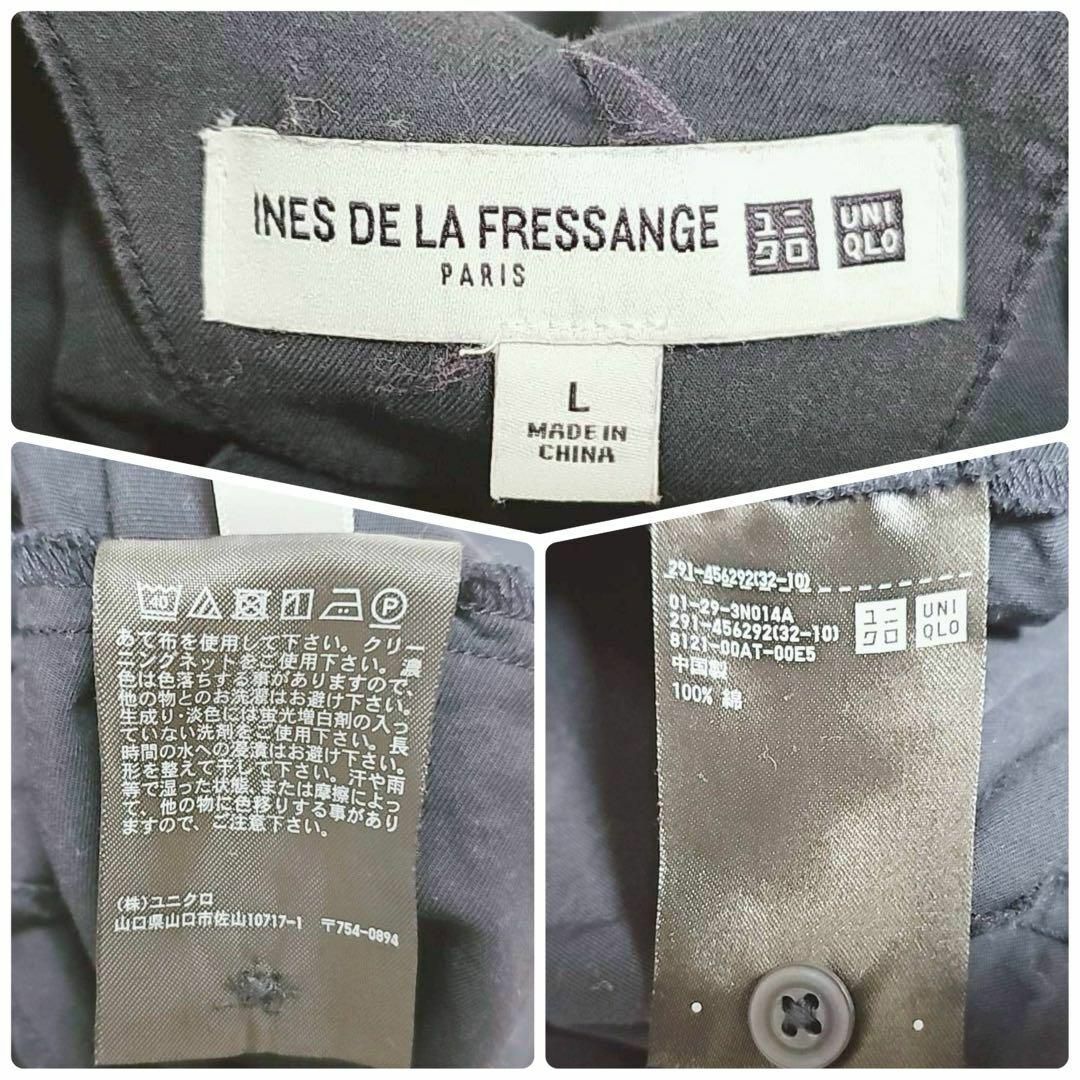 INES DE LA FRESSANGE
PARIS
ユニ
クロ
UNI
QLO
L
MADE IN
CHINA
40
あて布を使用して下さい。クリー
ニングネットをご使用下さい。濃
色は色落ちする事がありますので、
他の物とのお洗濯はお避け下さい。
生成り・淡色には蛍光増白剤の入っ
ていない洗剤をご使用下さい。長
時間の水への浸漬はお避け下さい。
形を整えて干して下さい。汗や雨
等で湿った状態、または摩擦によっ
て、他の物に色移りする事があり
ますので、ご注意下さい。
(株)ユニクロ
山口県山口市佐山10717-1 〒754-0894
291-456292(32-10)
01-29-3N014A
291-456292(32-10)
8121-00AT-00E5
中国製
100% 綿
ユニ
クロ
UNI
QLO